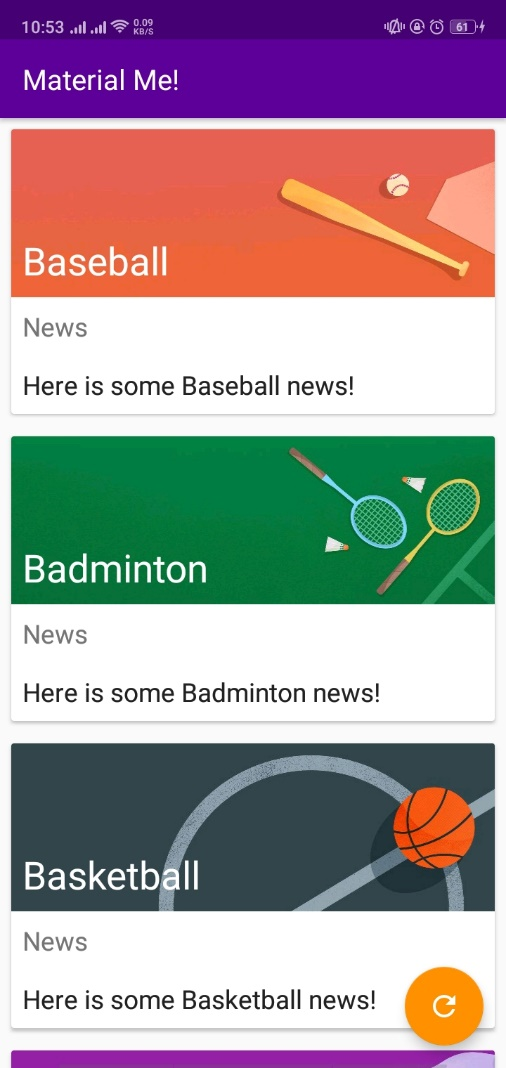 10:53 0.09 KB/S 61
Material Me!
Baseball
News
Here is some Baseball news!
Badminton
News
Here is some Badminton news!
Basketball
News
Here is some Basketball news!